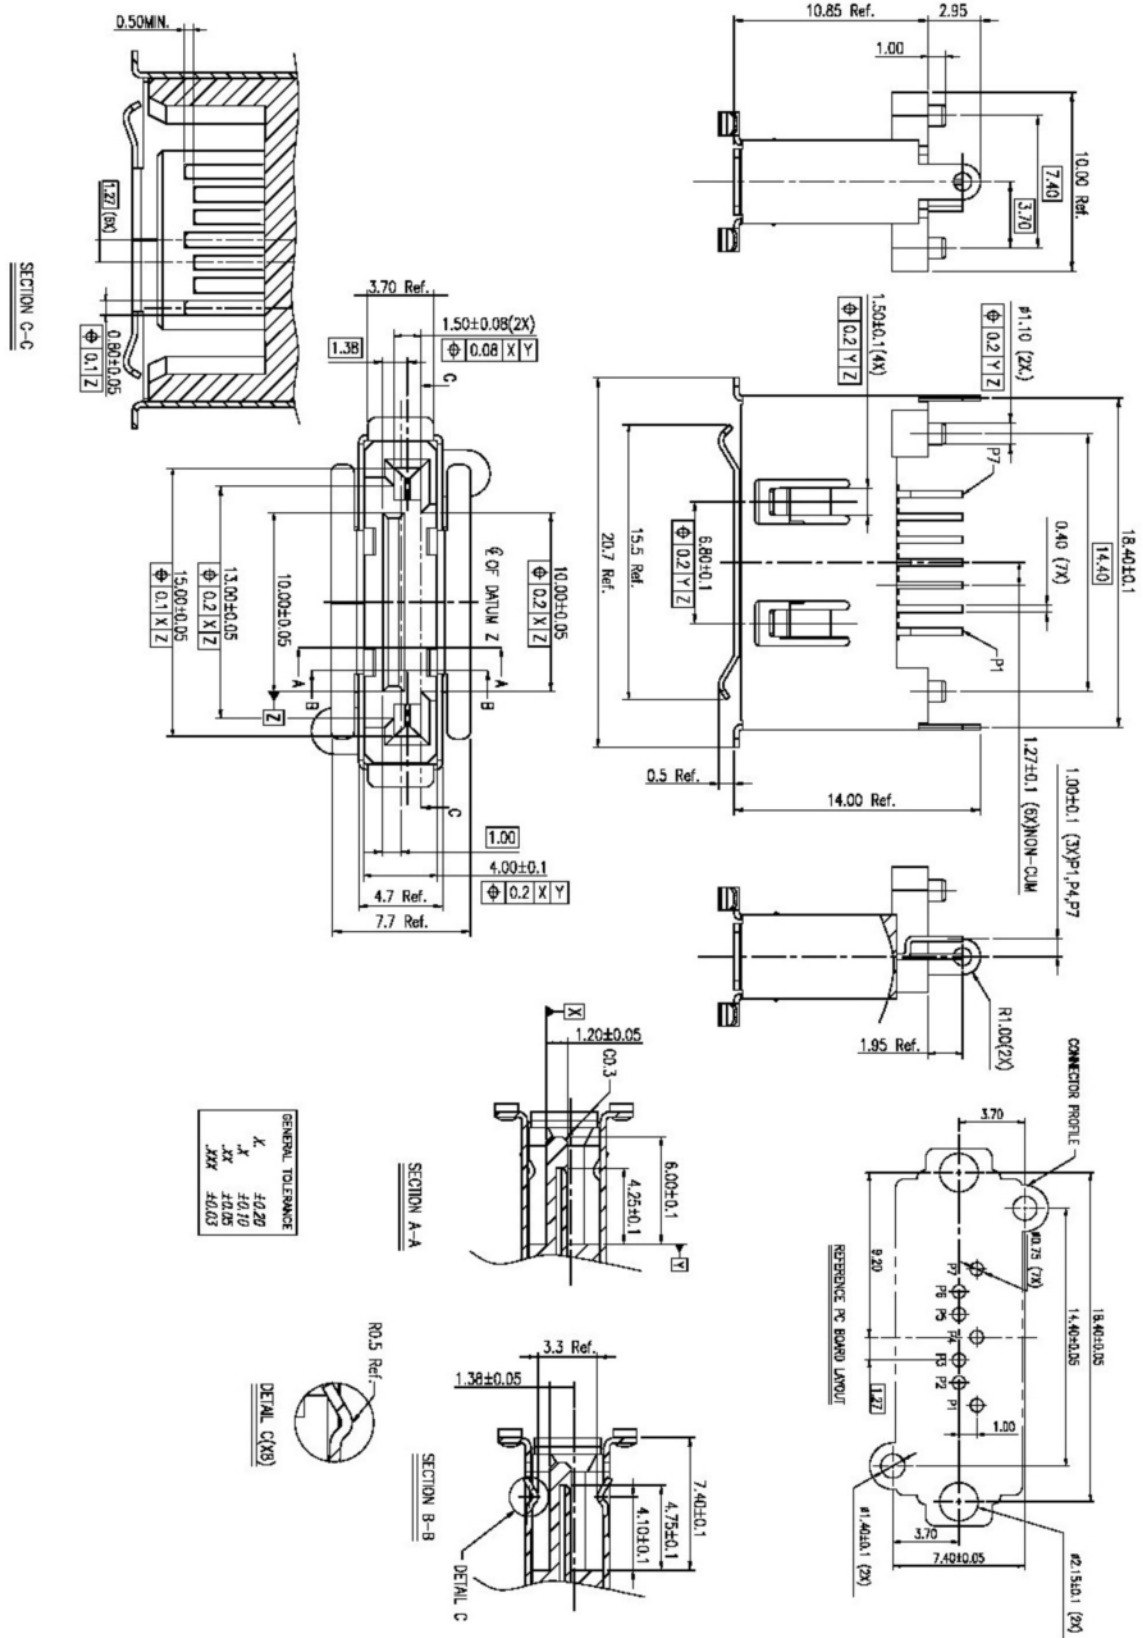 10.85 Ref.
2.95
1.00
10.00 Ref.
7.40
3.70
0.50MIN.
1.27 (6X)
0.80±0.05
⌖ 0.1 Z
SECTION C-C
18.40±0.1
14.40
0.40 (7X)
P7
P1
ø1.10 (2X.)
⌖ 0.2 Y Z
1.50±0.1(4X)
⌖ 0.2 Y Z
6.80±0.1
⌖ 0.2 Y Z
15.5 Ref.
20.7 Ref.
0.5 Ref.
14.00 Ref.
1.27±0.1 (6X)NON-CUM
1.00±0.1 (3X)P1,P4,P7
3.70 Ref.
1.50±0.08(2X)
⌖ 0.08 X Y
1.38
C
℄ OF DATUM Z
10.00±0.05
⌖ 0.2 X Z
A
A
B
B
10.00±0.05
Z
13.00±0.05
⌖ 0.2 X Z
15.00±0.05
⌖ 0.1 X Z
C
1.00
4.00±0.1
⌖ 0.2 X Y
4.7 Ref.
7.7 Ref.
R1.00(2X)
1.95 Ref.
CONNECTOR PROFILE
3.70
18.40±0.05
14.40±0.05
ø0.75 (7X)
9.20
P7
P6
P5
P4
P3
P2
P1
1.27
1.00
REFERENCE PC BOARD LAYOUT
ø1.40±0.1 (2X)
3.70
7.40±0.05
ø2.15±0.1 (2X)
X
1.20±0.05
C0.3
6.00±0.1
4.25±0.1
Y
SECTION A-A
3.3 Ref.
1.38±0.05
7.40±0.1
4.75±0.1
4.10±0.1
DETAIL C
SECTION B-B
R0.5 Ref.
DETAIL C(X8)
GENERAL TOLERANCE
X. ±0.20
.X ±0.10
.XX ±0.05
.XXX ±0.03